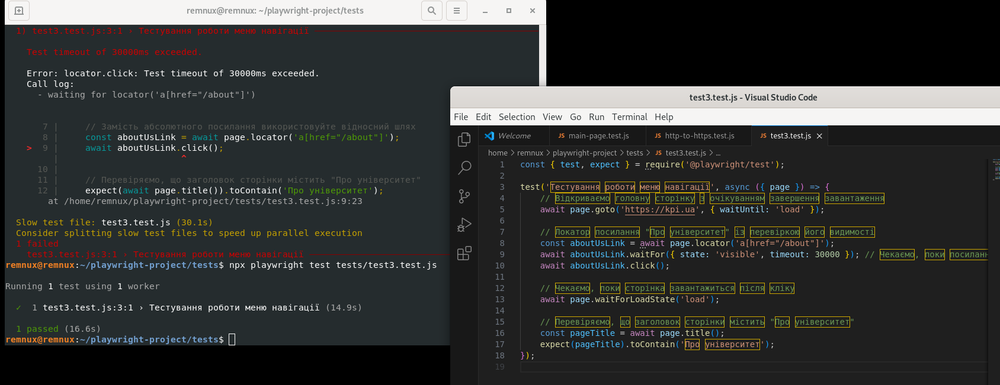 remnux@remnux: ~/playwright-project/tests
1) test3.test.js:3:1 › Тестування роботи меню навігації
Test timeout of 30000ms exceeded.
Error: locator.click: Test timeout of 30000ms exceeded.
Call log:
- waiting for locator('a[href="/about"]')
7 | // Замість абсолютного посилання використовуйте відносний шлях
8 | const aboutUsLink = await page.locator('a[href="/about"]');
> 9 | await aboutUsLink.click();
| ^
10 |
11 | // Перевіряємо, що заголовок сторінки містить "Про університет"
12 | expect(await page.title()).toContain('Про університет');
at /home/remnux/playwright-project/tests/test3.test.js:9:23
Slow test file: test3.test.js (30.1s)
Consider splitting slow test files to speed up parallel execution
1 failed
test3.test.js:3:1 › Тестування роботи меню навігації
remnux@remnux:~/playwright-project/tests$ npx playwright test tests/test3.test.js
Running 1 test using 1 worker
✓ 1 test3.test.js:3:1 › Тестування роботи меню навігації (14.9s)
1 passed (16.6s)
remnux@remnux:~/playwright-project/tests$
test3.test.js - Visual Studio Code
File Edit Selection View Go Run Terminal Help
Welcome JS main-page.test.js JS http-to-https.test.js JS test3.test.js
home > remnux > playwright-project > tests > JS test3.test.js > ...
1 const { test, expect } = require('@playwright/test');
2
3 test('Тестування роботи меню навігації', async ({ page }) => {
4 // Відкриваємо головну сторінку з очікуванням завершення завантаження
5 await page.goto('https://kpi.ua', { waitUntil: 'load' });
6
7 // Локатор посилання "Про університет" із перевіркою його видимості
8 const aboutUsLink = await page.locator('a[href="/about"]');
9 await aboutUsLink.waitFor({ state: 'visible', timeout: 30000 }); // Чекаємо, поки посилан
10 await aboutUsLink.click();
11
12 // Чекаємо, поки сторінка завантажиться після кліку
13 await page.waitForLoadState('load');
14
15 // Перевіряємо, що заголовок сторінки містить "Про університет"
16 const pageTitle = await page.title();
17 expect(pageTitle).toContain('Про університет');
18 });
19